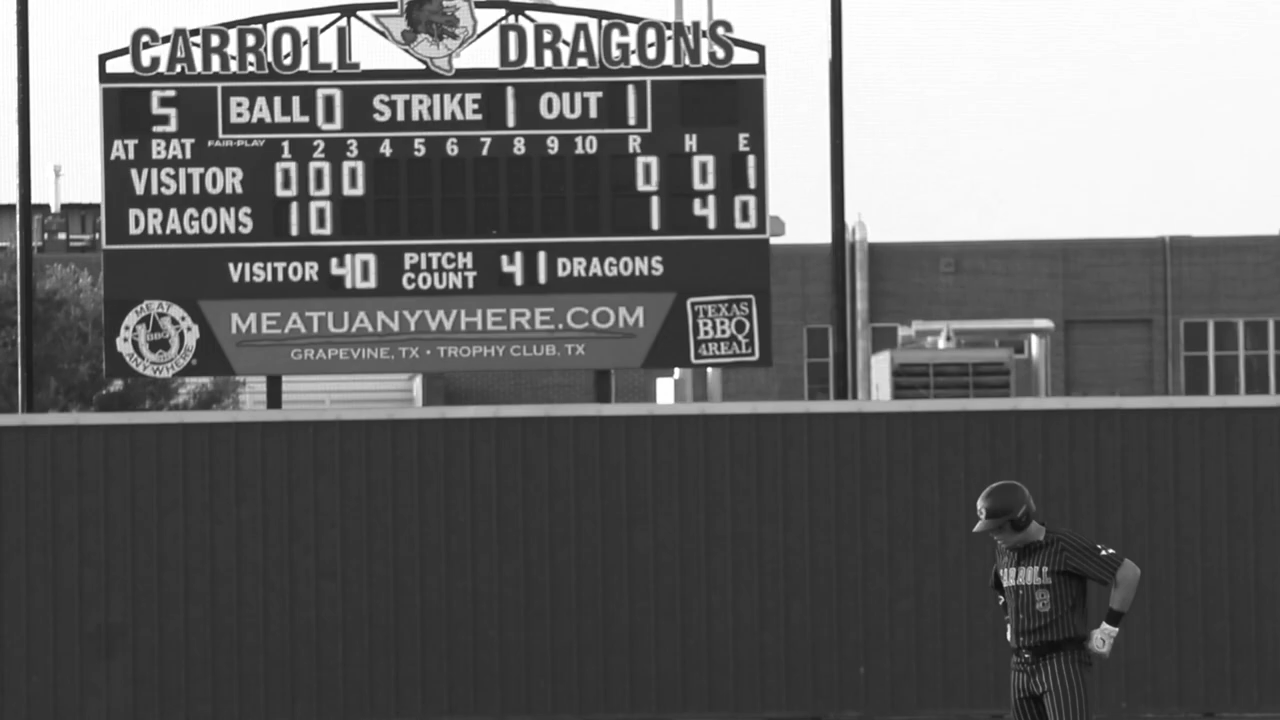 CARROLL DRAGONS
5 BALL 0 STRIKE 1 OUT 1
AT BAT FAIR-PLAY 1 2 3 4 5 6 7 8 9 10 R H E
VISITOR 0 0 0 0 0 1
DRAGONS 1 0 1 4 0
VISITOR 40 PITCH COUNT 41 DRAGONS
MEAT
BBQ
ANYWHERE
MEATUANYWHERE.COM
GRAPEVINE, TX • TROPHY CLUB, TX
TEXAS
BBQ
4REAL
CARROLL